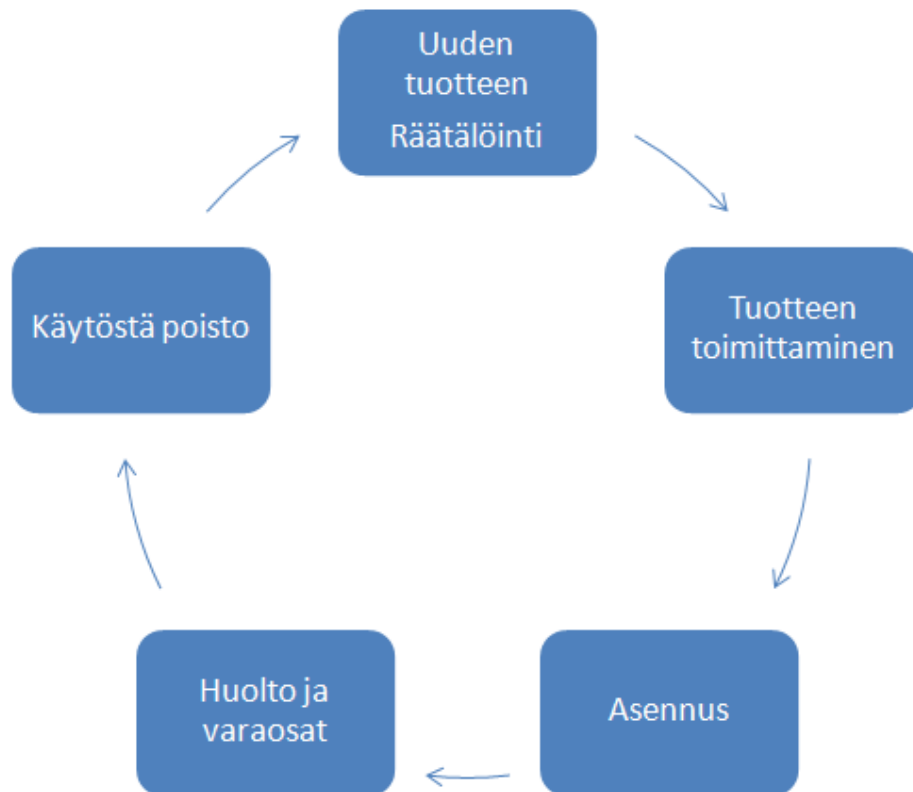 Uuden
tuotteen
Räätälöinti
Tuotteen
toimittaminen
Asennus
Huolto ja
varaosat
Käytöstä poisto